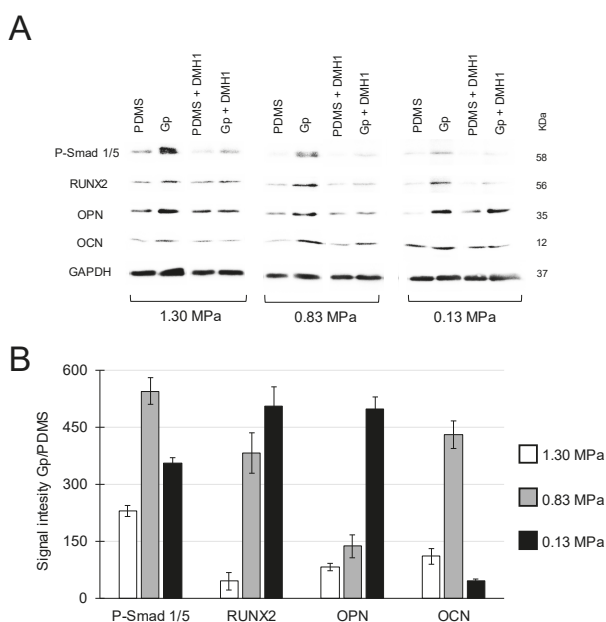 A
PDMS
Gp
PDMS + DMH1
Gp + DMH1
PDMS
Gp
PDMS + DMH1
Gp + DMH1
PDMS
Gp
PDMS + DMH1
Gp + DMH1
KDa
P-Smad 1/5 58
RUNX2 56
OPN 35
OCN 12
GAPDH 37
1.30 MPa 0.83 MPa 0.13 MPa
B
Signal intesity Gp/PDMS
600
450
300
150
0
P-Smad 1/5 RUNX2 OPN OCN
1.30 MPa
0.83 MPa
0.13 MPa